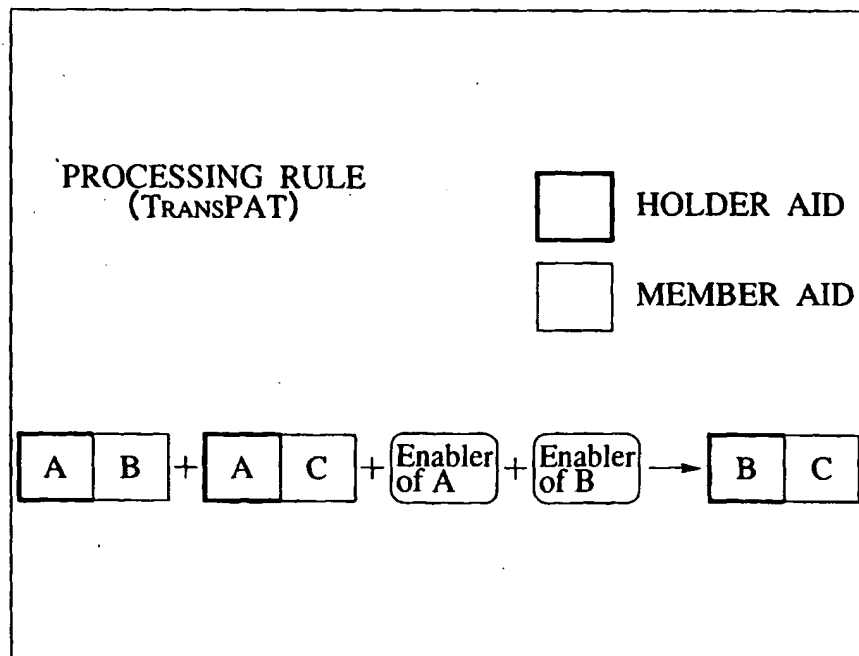 PROCESSING RULE
(TRANSPAT)
HOLDER AID
MEMBER AID
A B + A C + Enabler of A + Enabler of B → B C